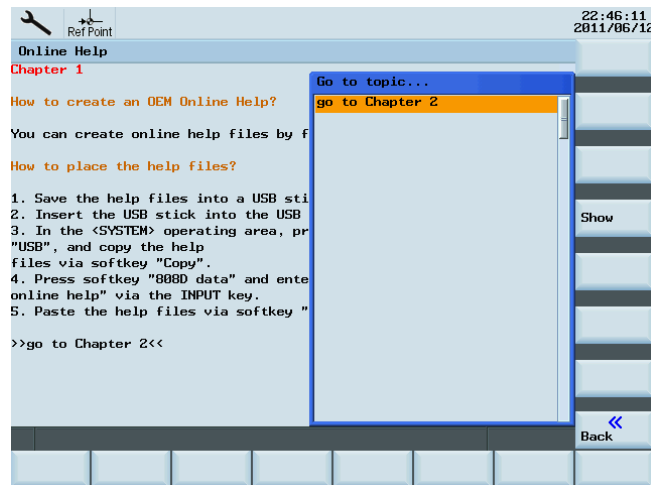 22:46:11
Ref Point
2011/06/12
Online Help
Chapter 1
Go to topic...
How to create an OEM Online Help?
go to Chapter 2
You can create online help files by f
How to place the help files?
1. Save the help files into a USB sti
2. Insert the USB stick into the USB
Show
3. In the <SYSTEM> operating area, pr
"USB", and copy the help
files via softkey "Copy".
4. Press softkey "808D data" and ente
online help" via the INPUT key.
5. Paste the help files via softkey "
>>go to Chapter 2<<
Back